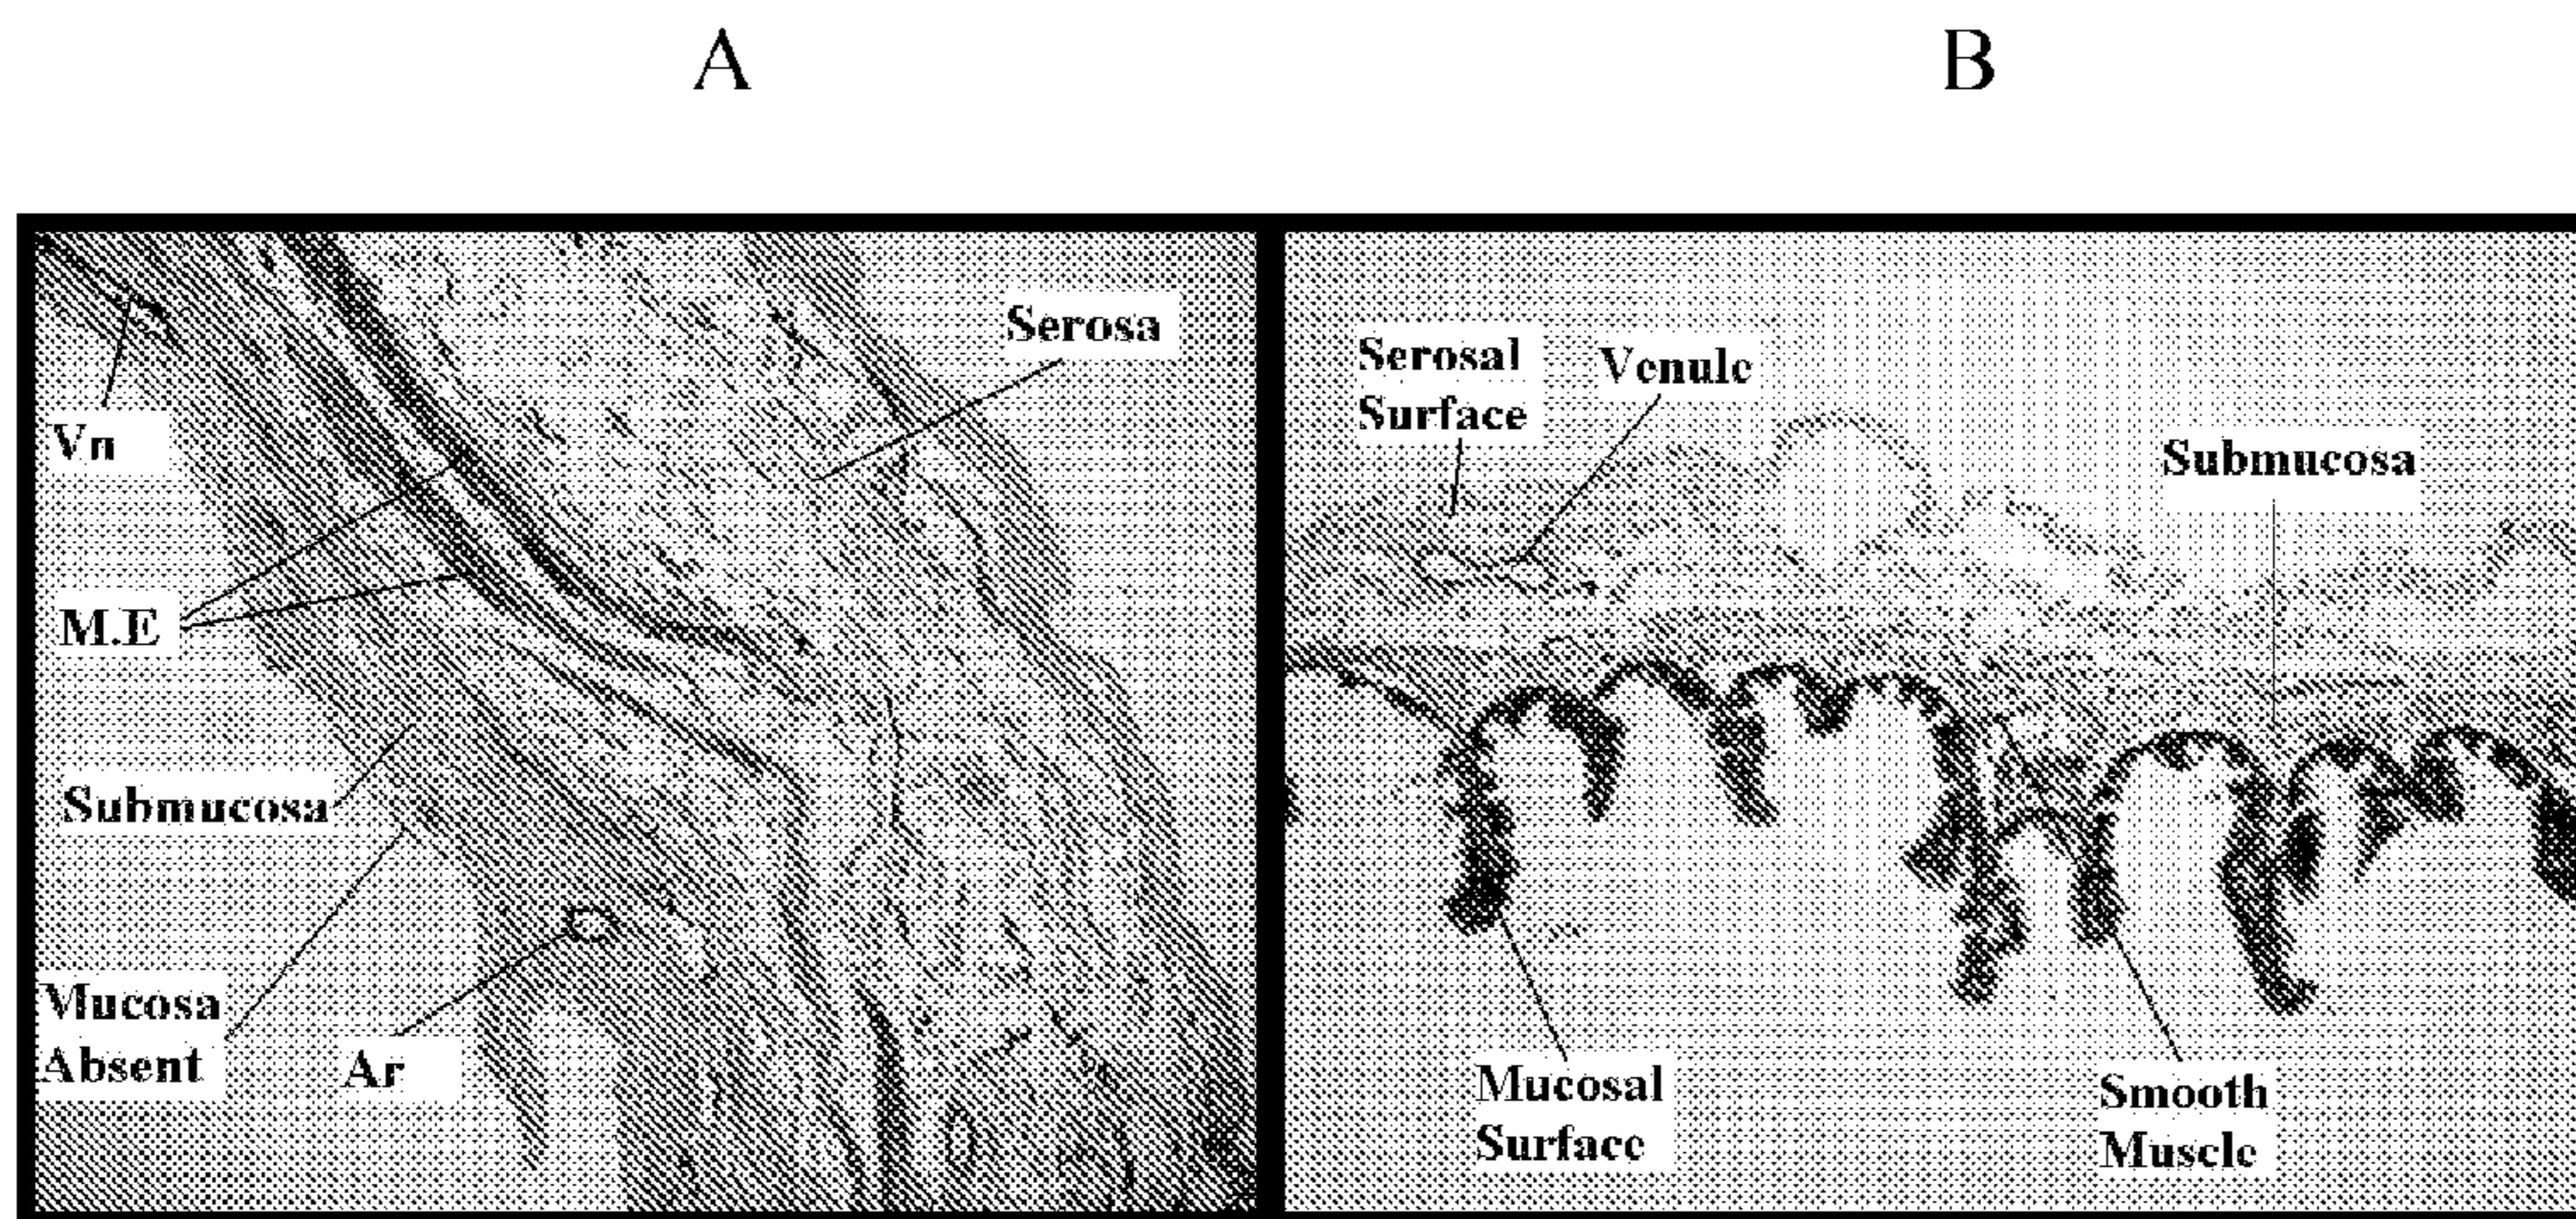 A
B
Serosa
Vn
M.E
Submucosa
Mucosa
Absent
Ar
Serosal
Surface
Venule
Submucosa
Mucosal
Surface
Smooth
Muscle